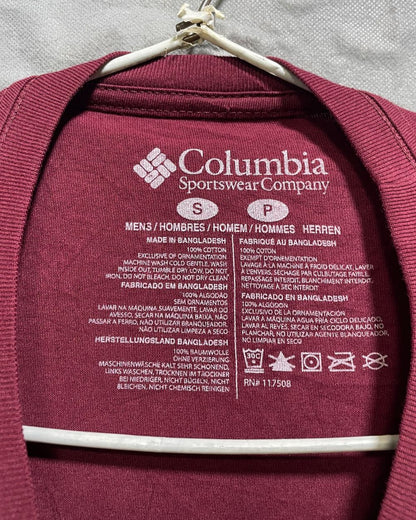 Columbia
Sportswear Company
S P
MENS / HOMBRES / HOMEM / HOMMES HERREN
MADE IN BANGLADESH
100% COTTON
EXCLUSIVE OF ORNAMENTATION
MACHINE WASH COLD GENTLE, WASH
INSIDE OUT, TUMBLE DRY LOW, DO NOT
IRON, DO NOT BLEACH, DO NOT DRY CLEAN
FABRICADO EM BANGLADESH
100% ALGODÃO
SEM ORNAMENTOS
LAVAR NA MÁQUINA SUAVEMENTE, LAVAR DO
AVESSO, SECAR NA MÁQUINA BAIXA, NÃO
PASSAR A FERRO, NÃO UTILIZAR BRANQUEADOR,
NÃO UTILIZAR LIMPEZA A SECO
HERSTELLUNGSLAND BANGLADESH
100% BAUMWOLLE
OHNE VERZIERUNG
MASCHINENWÄSCHE KALT SEHR SCHONEND,
LINKS WASCHEN, TROCKNEN IM TROCKNER
BEI NIEDRIGER, NICHT BÜGELN, NICHT
BLEICHEN, NICHT CHEMISCH REINIGEN
FABRIQUÉ AU BANGLADESH
100% COTON
EXEMPT D'ORNEMENTATION
LAVAGE À LA MACHINE À FROID DELICAT, LAVER
À L'ENVERS, SÉCHAGE PAR CULBUTAGE FAIBLE,
REPASSAGE INTERDIT, BLANCHIMENT INTERDIT,
NETTOYAGE A SEC INTERDIT
FABRICADO EN BANGLADESH
100% ALGODON
EXCLUSIVO DE LA ORNAMENTACIÓN
LAVAR A MÁQUINA AGUA FRÍA CICLO DELICADO,
LAVAR AL REVES, SECAR EN SECADORA BAJO, NO
PLANCHAR, NO UTILIZAR AGENTE BLANQUEADOR,
NO LIMPIAR EN SECO
30C
RN# 117508